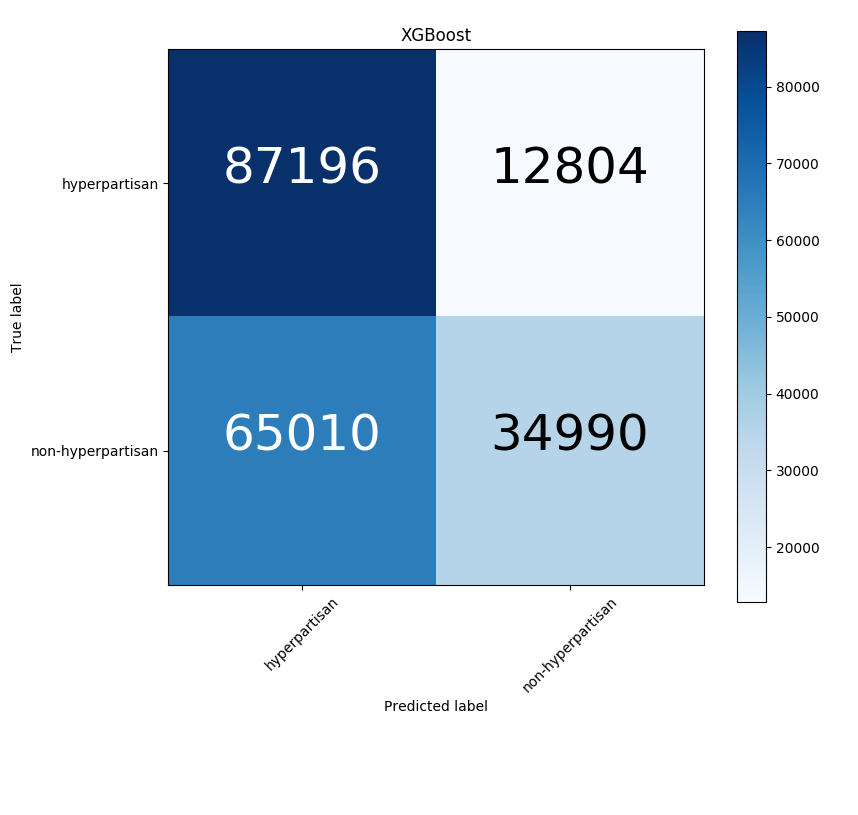 XGBoost
True label
hyperpartisan
87196
12804
non-hyperpartisan
65010
34990
hyperpartisan
non-hyperpartisan
Predicted label
80000
70000
60000
50000
40000
30000
20000